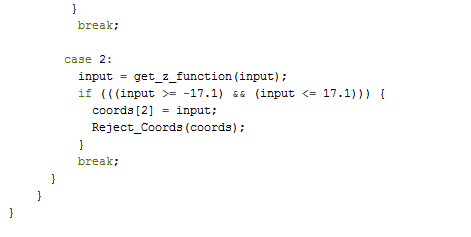 }
break;
case 2:
input = get_z_function(input);
if (((input >= -17.1) && (input <= 17.1))) {
coords[2] = input;
Reject_Coords(coords);
}
break;
}
}
}